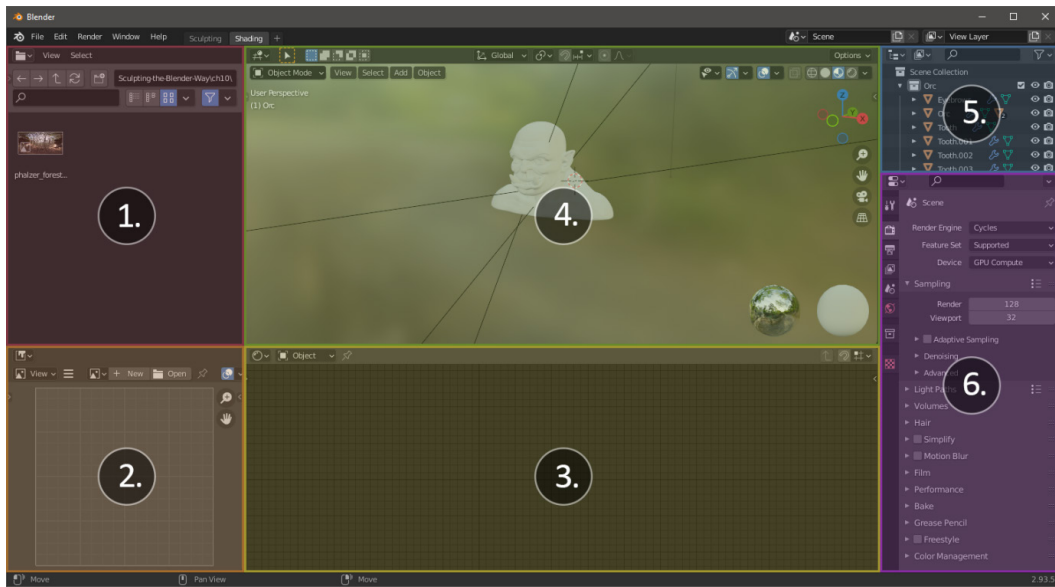 Blender
File Edit Render Window Help Sculpting Shading + Scene View Layer
View Select
Global
Options
Sculpting-the-Blender-Way\ch10\
Object Mode View Select Add Object
User Perspective
(1) Orc
phalzer_forest...
Z
Y
X
1.
4.
Scene Collection
Orc
Tooth
Tooth.001
Tooth.002
Tooth.003
5.
Scene
Render Engine Cycles
Feature Set Supported
Device GPU Compute
Sampling
Render 128
Viewport 32
Adaptive Sampling
Denoising
Advanced
Light Paths
Volumes
Hair
Simplify
Motion Blur
Film
Performance
Bake
Grease Pencil
Freestyle
Color Management
6.
View + New Open
2.
Object
3.
Move Pan View Move 2.93.5